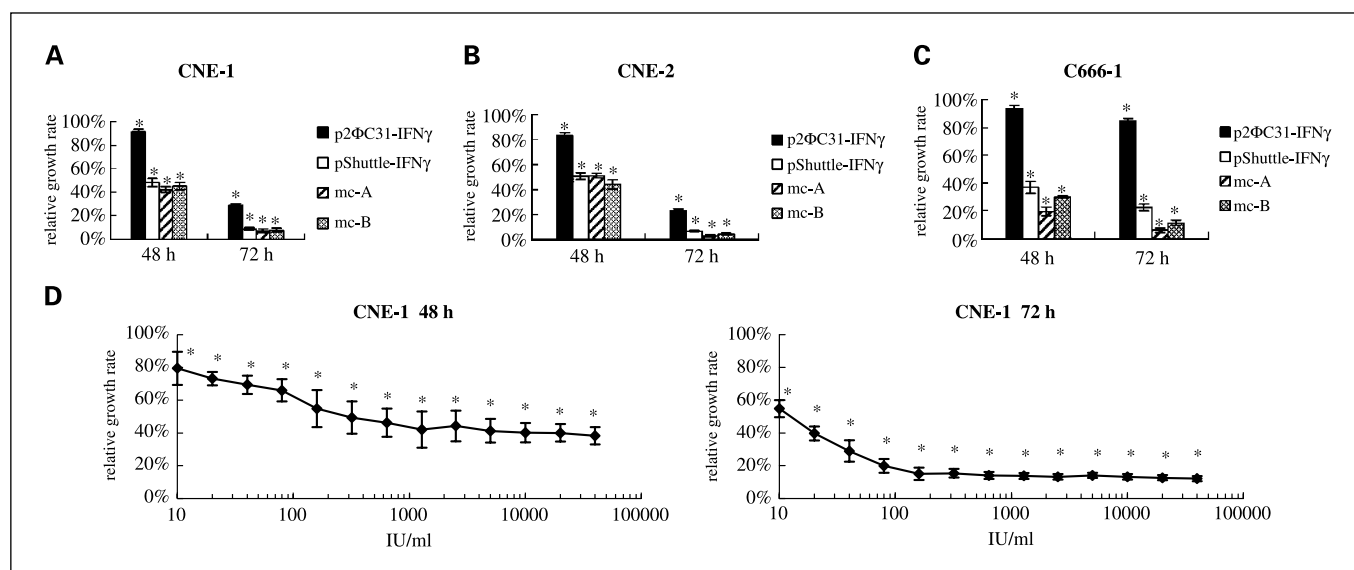 A
CNE-1
relative growth rate
100%
80%
60%
40%
20%
0%
* * * *
* * * *
48 h
72 h
p2ΦC31-IFNγ
pShuttle-IFNγ
mc-A
mc-B
B
CNE-2
relative growth rate
100%
80%
60%
40%
20%
0%
* * * *
* * * *
48 h
72 h
p2ΦC31-IFNγ
pShuttle-IFNγ
mc-A
mc-B
C
C666-1
relative growth rate
100%
80%
60%
40%
20%
0%
* * * *
* * * *
48 h
72 h
p2ΦC31-IFNγ
pShuttle-IFNγ
mc-A
mc-B
D
CNE-1 48 h
relative growth rate
100%
80%
60%
40%
20%
0%
* * * * * * * * * * * * *
10
100
1000
10000
100000
IU/ml
CNE-1 72 h
relative growth rate
100%
80%
60%
40%
20%
0%
* * * * * * * * * * * * *
10
100
1000
10000
100000
IU/ml